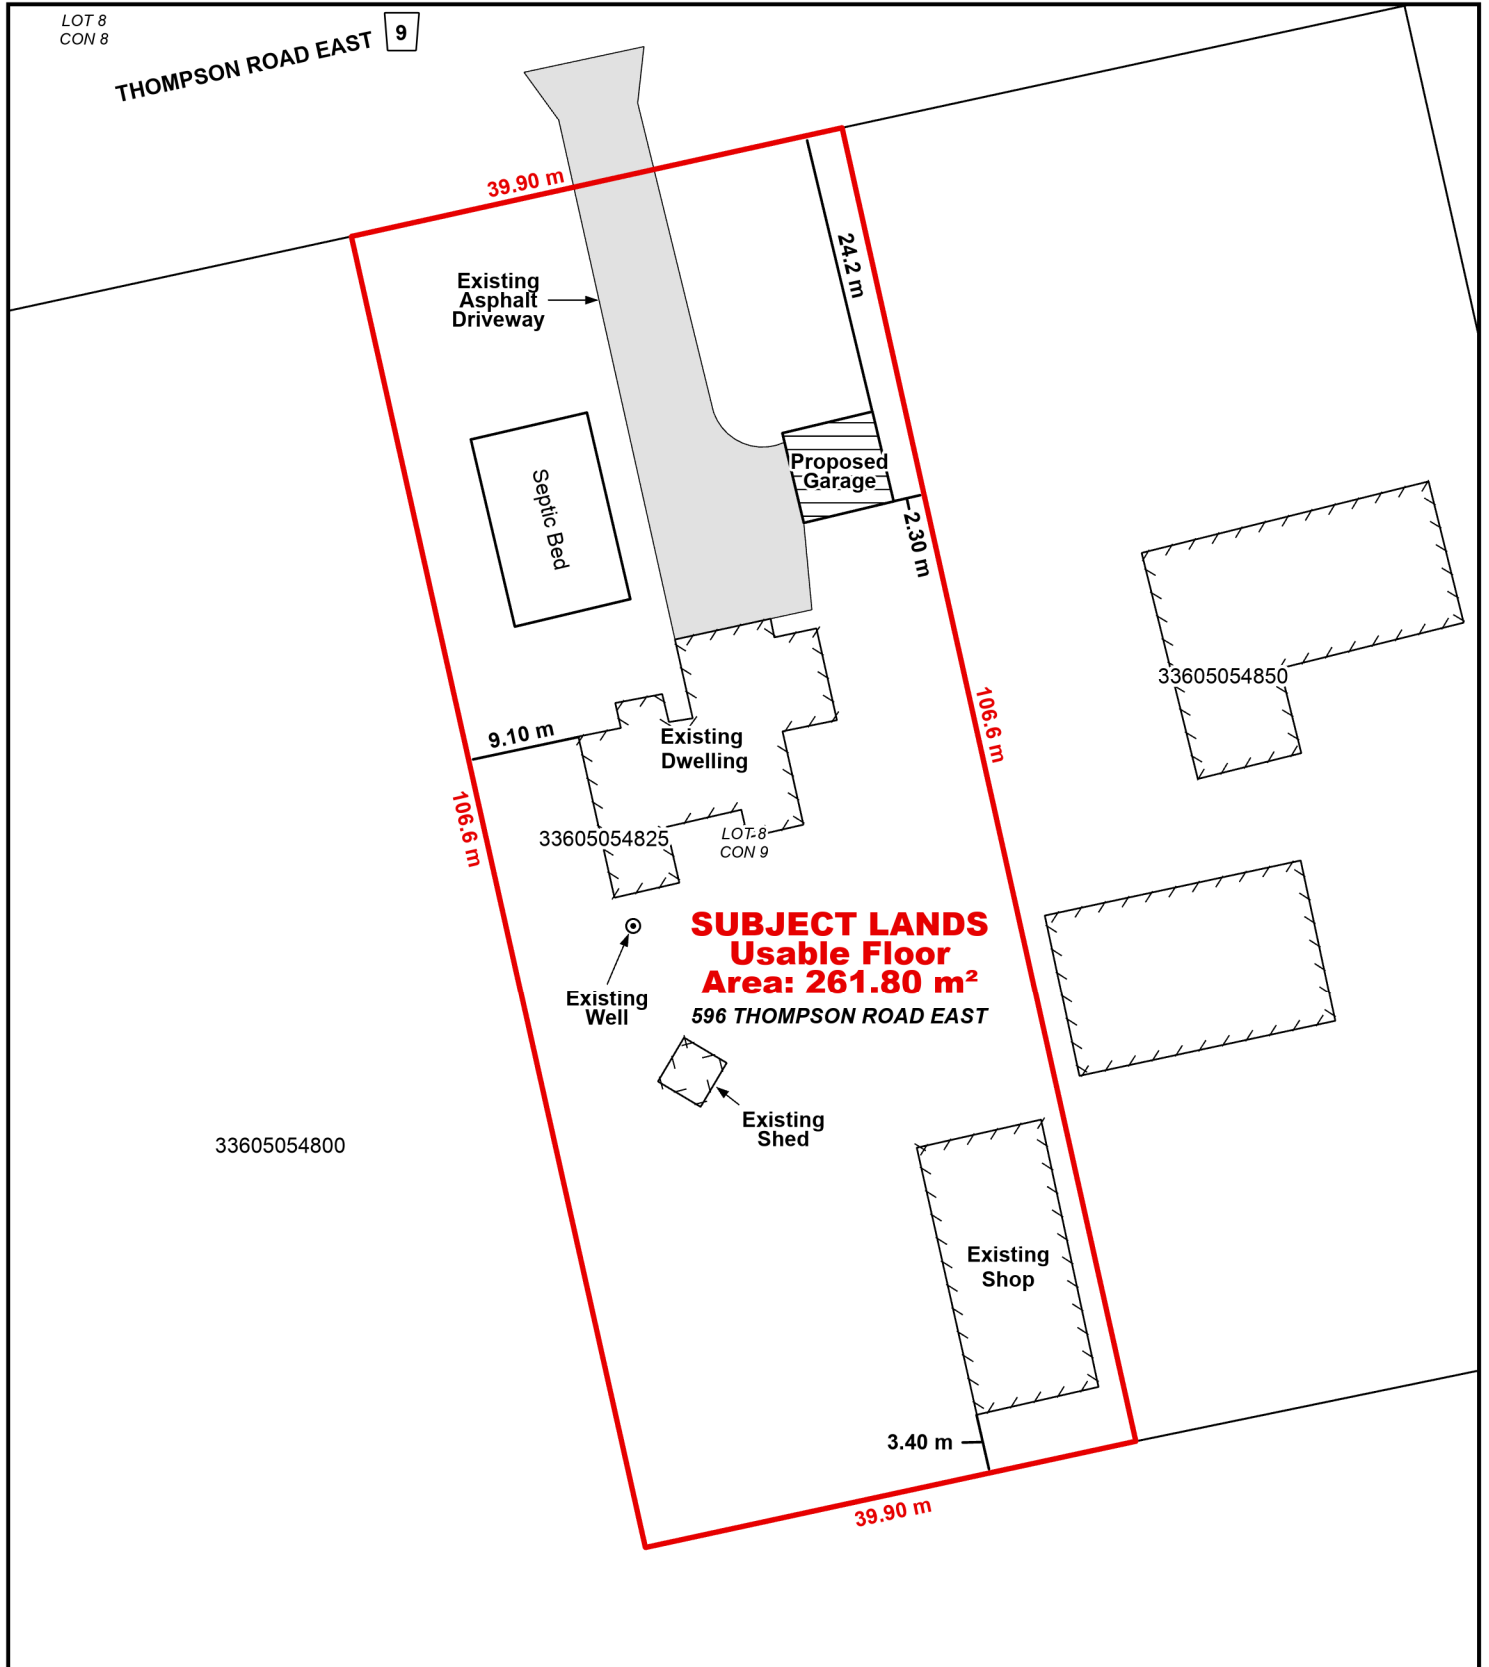 LOT 8
CON 8
THOMPSON ROAD EAST
9
39.90 m
24.2 m
Existing
Asphalt
Driveway
Septic Bed
Proposed
Garage
2.30 m
33605054850
106.6 m
9.10 m
Existing
Dwelling
106.6 m
33605054825
LOT 8
CON 9
SUBJECT LANDS
Usable Floor
Area: 261.80 m²
596 THOMPSON ROAD EAST
Existing
Well
Existing
Shed
33605054800
Existing
Shop
3.40 m
39.90 m